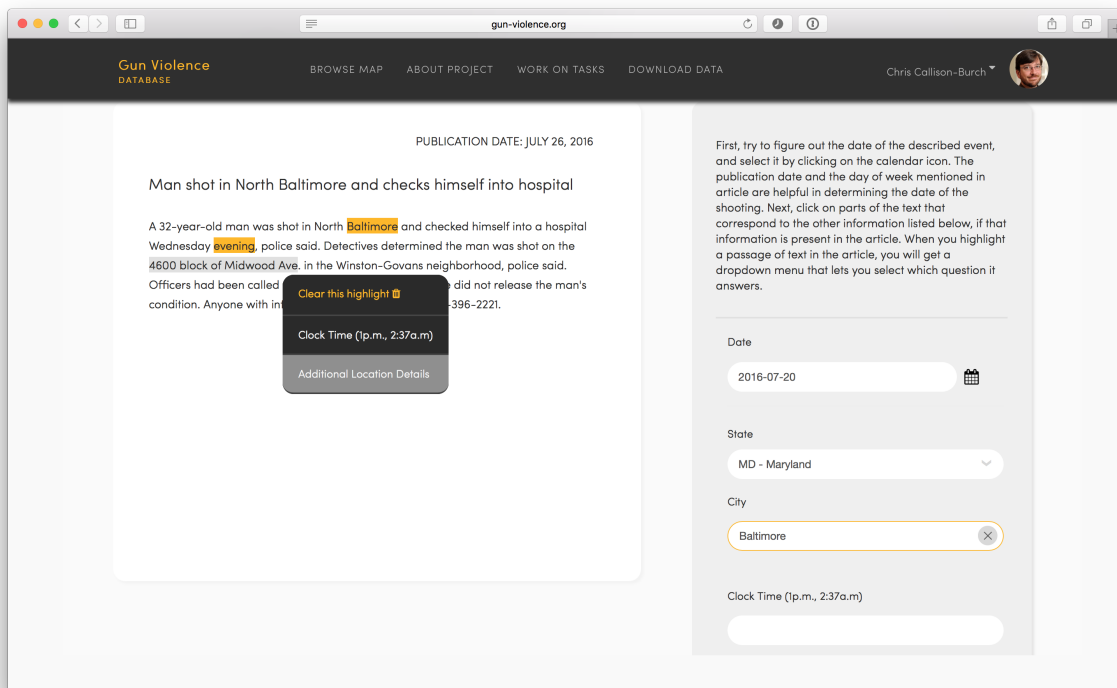 gun-violence.org
Gun Violence
DATABASE
BROWSE MAP ABOUT PROJECT WORK ON TASKS DOWNLOAD DATA
Chris Callison-Burch
PUBLICATION DATE: JULY 26, 2016
Man shot in North Baltimore and checks himself into hospital
A 32-year-old man was shot in North Baltimore and checked himself into a hospital
Wednesday evening, police said. Detectives determined the man was shot on the
4600 block of Midwood Ave. in the Winston-Govans neighborhood, police said.
Officers had been called did not release the man's
condition. Anyone with -396-2221.
Clear this highlight
Clock Time (1p.m., 2:37a.m)
Additional Location Details
First, try to figure out the date of the described event,
and select it by clicking on the calendar icon. The
publication date and the day of week mentioned in
article are helpful in determining the date of the
shooting. Next, click on parts of the text that
correspond to the other information listed below, if that
information is present in the article. When you highlight
a passage of text in the article, you will get a
dropdown menu that lets you select which question it
answers.
Date
2016-07-20
State
MD - Maryland
City
Baltimore
Clock Time (1p.m., 2:37a.m)